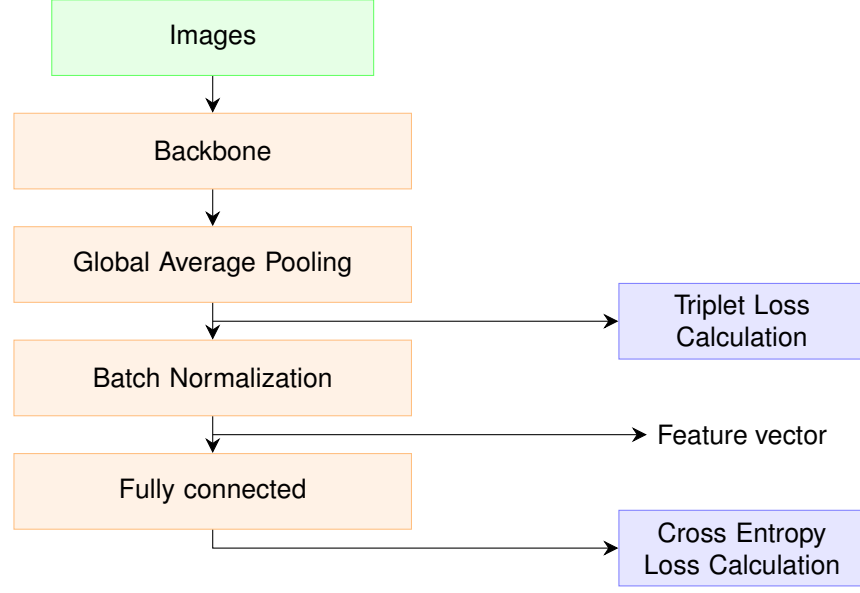 Images
Backbone
Global Average Pooling
Triplet Loss
Calculation
Batch Normalization
Feature vector
Fully connected
Cross Entropy
Loss Calculation